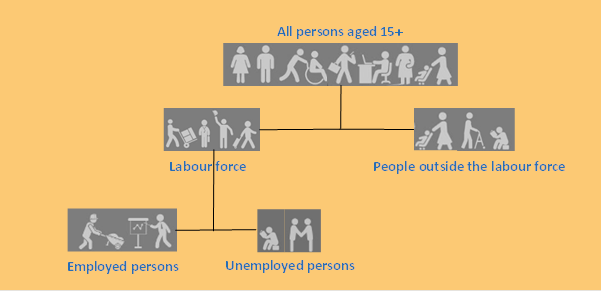 All persons aged 15+
Labour force
People outside the labour force
Employed persons
Unemployed persons